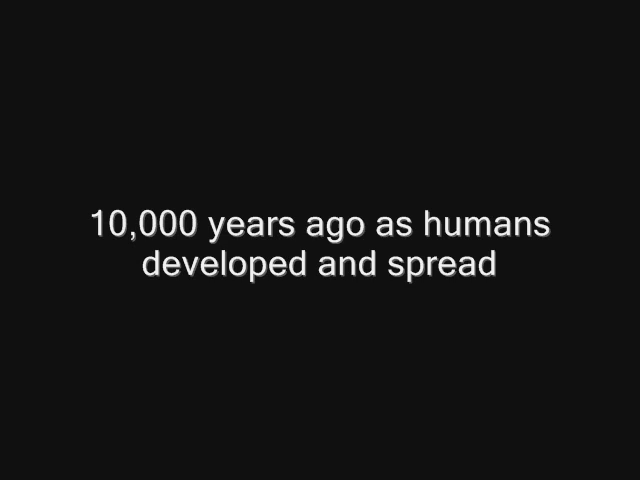 10,000 years ago as humans
developed and spread